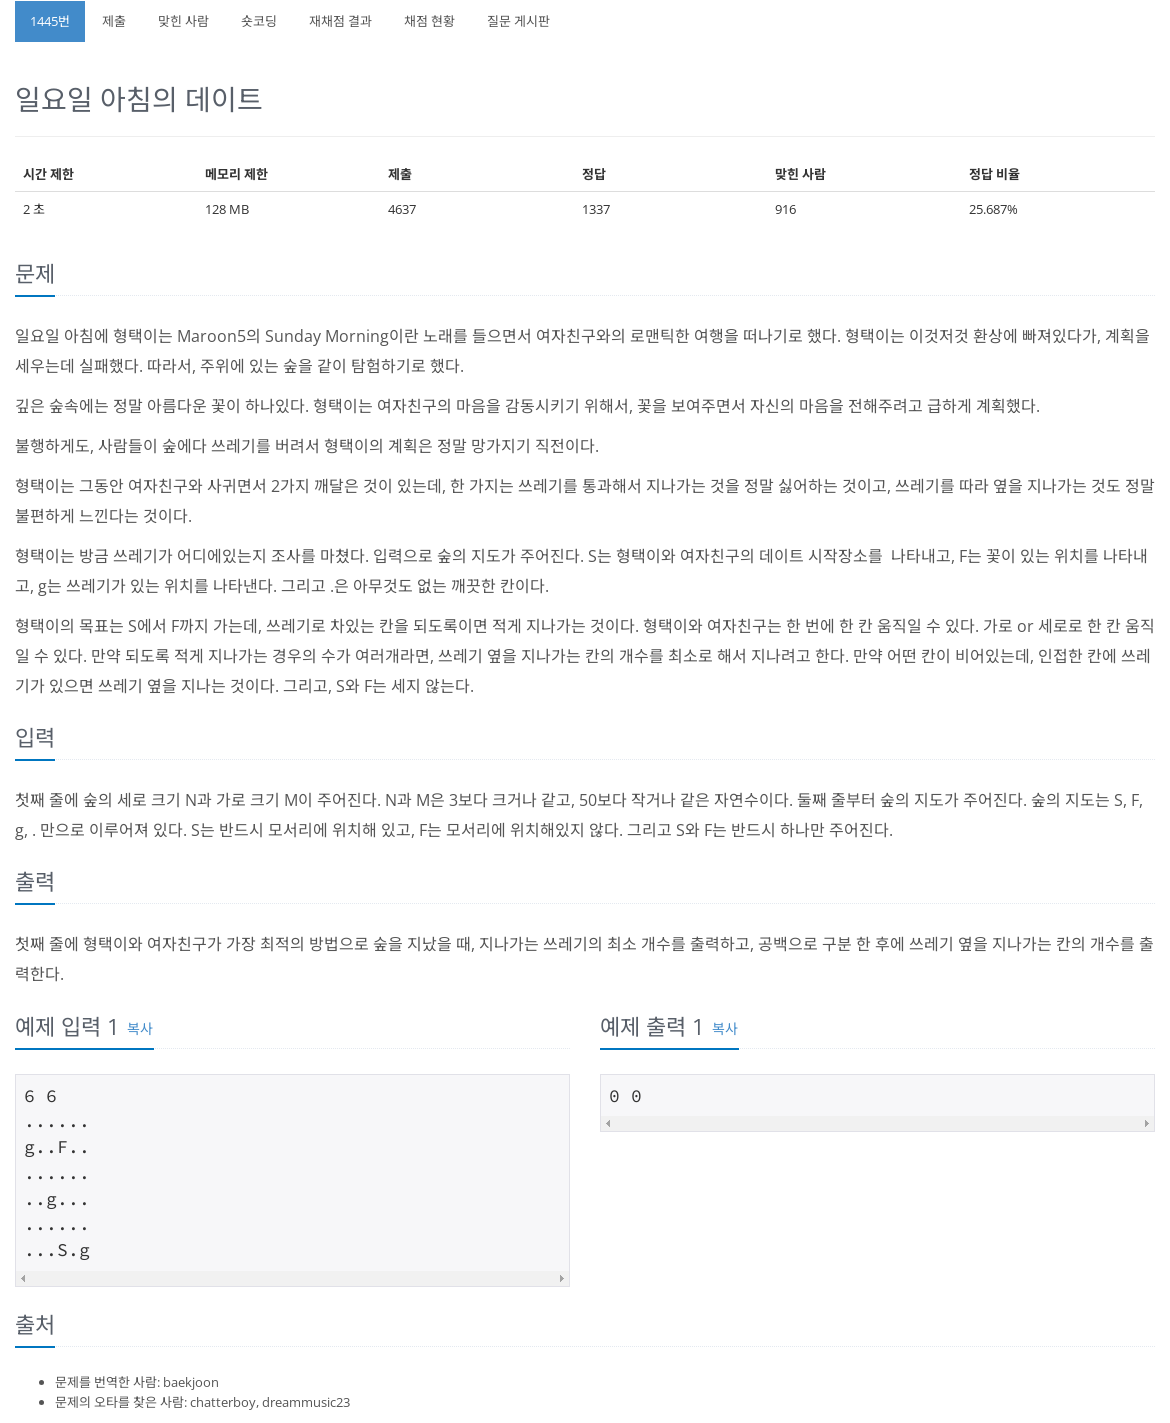 1445번 제출 맞힌 사람 숏코딩 재채점 결과 채점 현황 질문 게시판
일요일 아침의 데이트
시간 제한 메모리 제한 제출 정답 맞힌 사람 정답 비율
2 초 128 MB 4637 1337 916 25.687%
문제
일요일 아침에 형택이는 Maroon5의 Sunday Morning이란 노래를 들으면서 여자친구와의 로맨틱한 여행을 떠나기로 했다. 형택이는 이것저것 환상에 빠져있다가, 계획을
세우는데 실패했다. 따라서, 주위에 있는 숲을 같이 탐험하기로 했다.
깊은 숲속에는 정말 아름다운 꽃이 하나있다. 형택이는 여자친구의 마음을 감동시키기 위해서, 꽃을 보여주면서 자신의 마음을 전해주려고 급하게 계획했다.
불행하게도, 사람들이 숲에다 쓰레기를 버려서 형택이의 계획은 정말 망가지기 직전이다.
형택이는 그동안 여자친구와 사귀면서 2가지 깨달은 것이 있는데, 한 가지는 쓰레기를 통과해서 지나가는 것을 정말 싫어하는 것이고, 쓰레기를 따라 옆을 지나가는 것도 정말
불편하게 느낀다는 것이다.
형택이는 방금 쓰레기가 어디에있는지 조사를 마쳤다. 입력으로 숲의 지도가 주어진다. S는 형택이와 여자친구의 데이트 시작장소를 나타내고, F는 꽃이 있는 위치를 나타내
고, g는 쓰레기가 있는 위치를 나타낸다. 그리고 .은 아무것도 없는 깨끗한 칸이다.
형택이의 목표는 S에서 F까지 가는데, 쓰레기로 차있는 칸을 되도록이면 적게 지나가는 것이다. 형택이와 여자친구는 한 번에 한 칸 움직일 수 있다. 가로 or 세로로 한 칸 움직
일 수 있다. 만약 되도록 적게 지나가는 경우의 수가 여러개라면, 쓰레기 옆을 지나가는 칸의 개수를 최소로 해서 지나려고 한다. 만약 어떤 칸이 비어있는데, 인접한 칸에 쓰레
기가 있으면 쓰레기 옆을 지나는 것이다. 그리고, S와 F는 세지 않는다.
입력
첫째 줄에 숲의 세로 크기 N과 가로 크기 M이 주어진다. N과 M은 3보다 크거나 같고, 50보다 작거나 같은 자연수이다. 둘째 줄부터 숲의 지도가 주어진다. 숲의 지도는 S, F,
g, . 만으로 이루어져 있다. S는 반드시 모서리에 위치해 있고, F는 모서리에 위치해있지 않다. 그리고 S와 F는 반드시 하나만 주어진다.
출력
첫째 줄에 형택이와 여자친구가 가장 최적의 방법으로 숲을 지났을 때, 지나가는 쓰레기의 최소 개수를 출력하고, 공백으로 구분 한 후에 쓰레기 옆을 지나가는 칸의 개수를 출
력한다.
예제 입력 1 복사
6 6
......
g..F..
......
..g...
......
...S.g
예제 출력 1 복사
0 0
출처
문제를 번역한 사람: baekjoon
문제의 오타를 찾은 사람: chatterboy, dreammusic23